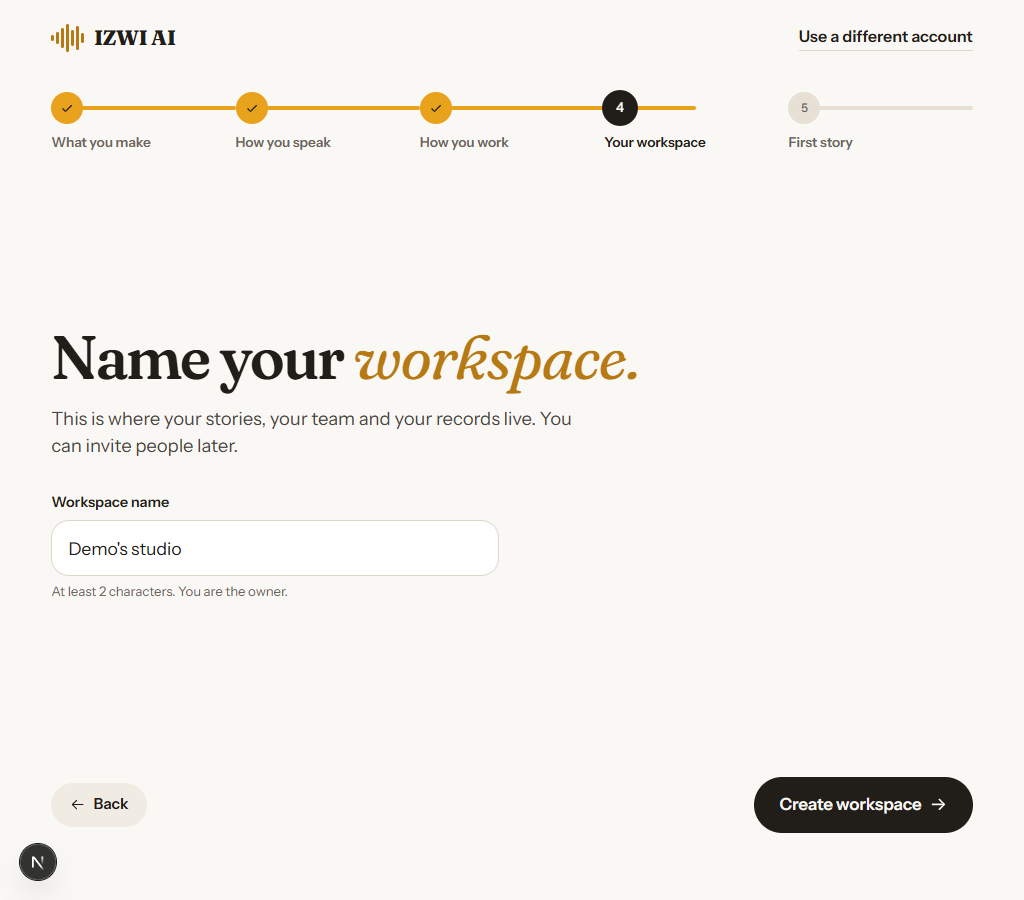 IZWI AI
Use a different account
4
5
What you make
How you speak
How you work
Your workspace
First story
Name your workspace.
This is where your stories, your team and your records live. You
can invite people later.
Workspace name
Demo's studio
At least 2 characters. You are the owner.
← Back
Create workspace →
N